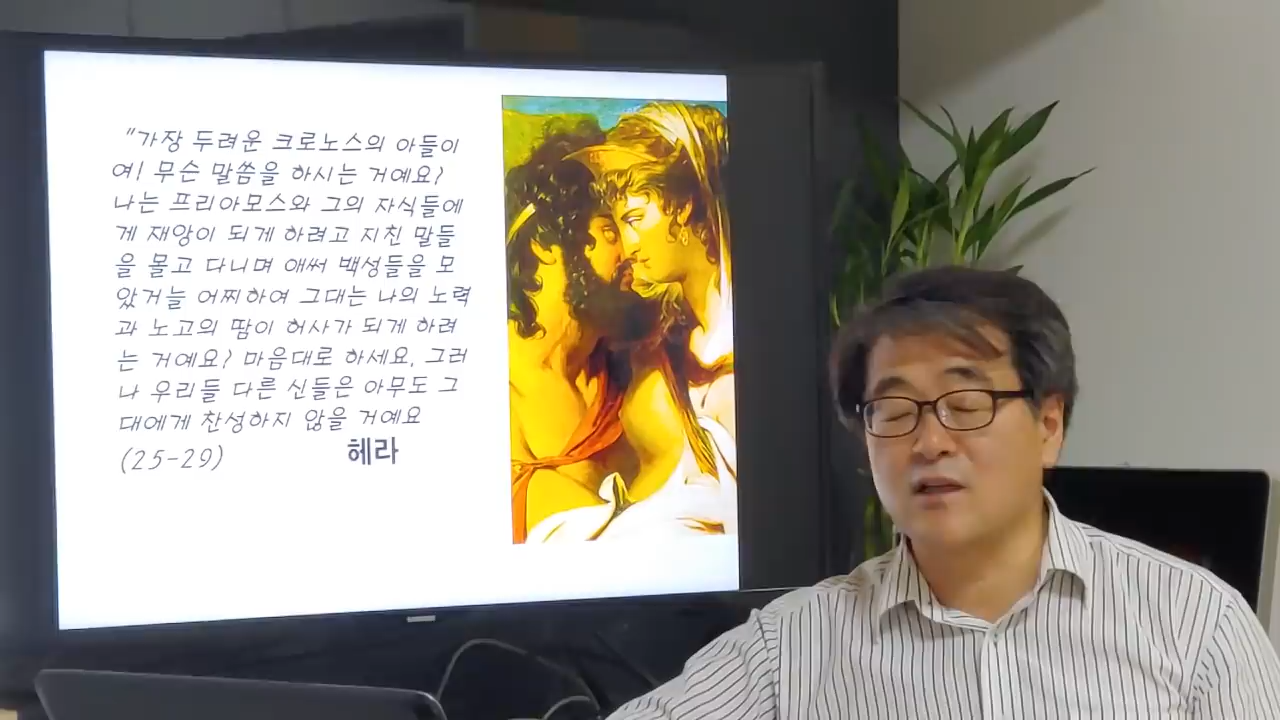 "가장 두려운 크로노스의 아들이
여! 무슨 말씀을 하시는 거예요?
나는 프리아모스와 그의 자식들에
게 재앙이 되게 하려고 지친 말들
을 몰고 다니며 애써 백성들을 모
았거늘 어찌하여 그대는 나의 노력
과 노고의 땀이 허사가 되게 하려
는 거예요? 마음대로 하세요. 그러
나 우리들 다른 신들은 아무도 그
대에게 찬성하지 않을 거예요
(25-29) 헤라